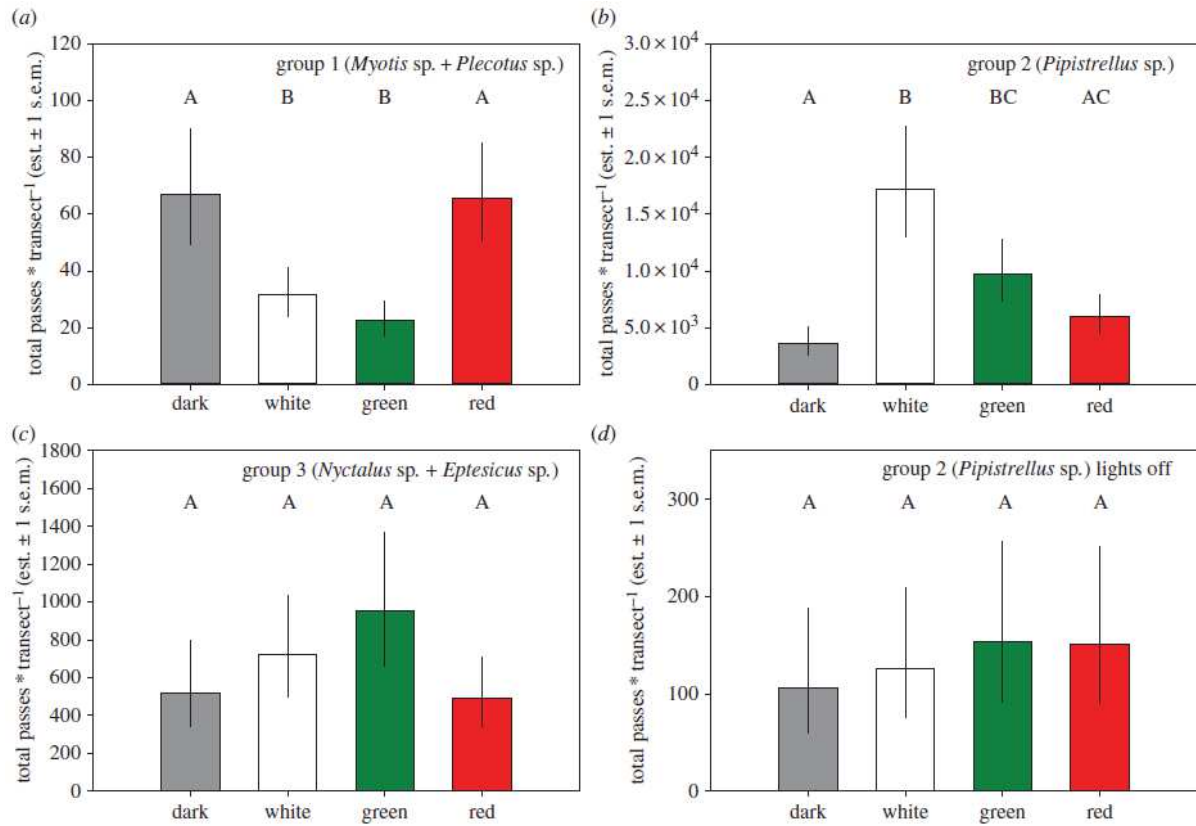 (a)
120
100
80
60
40
20
0
total passes * transect⁻¹ (est. ± 1 s.e.m.)
group 1 (Myotis sp. + Plecotus sp.)
A B B A
dark white green red
(b)
3.0 × 10⁴
2.5 × 10⁴
2.0 × 10⁴
1.5 × 10⁴
1.0 × 10⁴
5.0 × 10³
0
total passes * transect⁻¹ (est. ± 1 s.e.m.)
group 2 (Pipistrellus sp.)
A B BC AC
dark white green red
(c)
1800
1600
1400
1200
1000
800
600
400
200
0
total passes * transect⁻¹ (est. ± 1 s.e.m.)
group 3 (Nyctalus sp. + Eptesicus sp.)
A A A A
dark white green red
(d)
300
200
100
0
total passes * transect⁻¹ (est. ± 1 s.e.m.)
group 2 (Pipistrellus sp.) lights off
A A A A
dark white green red